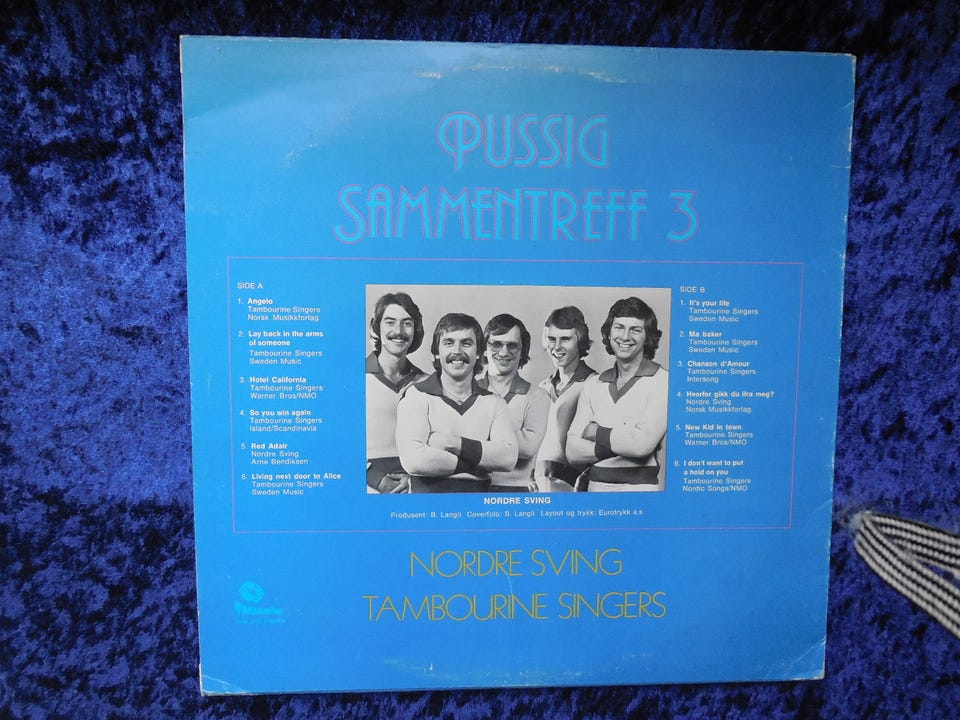 PUSSIG
SAMMENTREFF 3
SIDE A
1. Angelo
Tambourine Singers
Norsk Musikkforlag
2. Lay back in the arms
of someone
Tambourine Singers
Sweden Music
3. Hotel California
Tambourine Singers
Warner Bros/NMO
4. So you win again
Tambourine Singers
Island/Scandinavia
5. Red Adair
Nordre Sving
Arne Bendiksen
6. Living next door to Alice
Tambourine Singers
Sweden Music
SIDE B
1. It's your life
Tambourine Singers
Sweden Music
2. Ma baker
Tambourine Singers
Sweden Music
3. Chanson d'Amour
Tambourine Singers
Intersong
4. Hvorfor gikk du ifra meg?
Nordre Sving
Norsk Musikkforlag
5. New Kid in town
Tambourine Singers
Warner Bros/NMO
6. I don't want to put
a hold on you
Tambourine Singers
Nordic Songs/NMO
NORDRE SVING
Produsent: B. Langli Coverfoto: B. Langli Layout og trykk: Eurotrykk a.s
NORDRE SVING
TAMBOURINE SINGERS